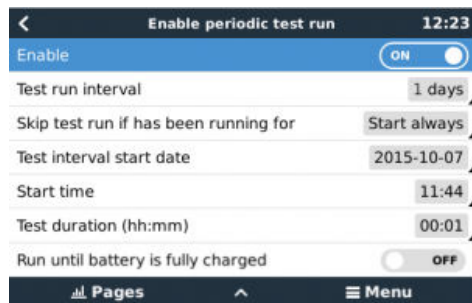 Enable periodic test run 12:23
Enable ON
Test run interval 1 days
Skip test run if has been running for Start always
Test interval start date 2015-10-07
Start time 11:44
Test duration (hh:mm) 00:01
Run until battery is fully charged OFF
Pages Menu